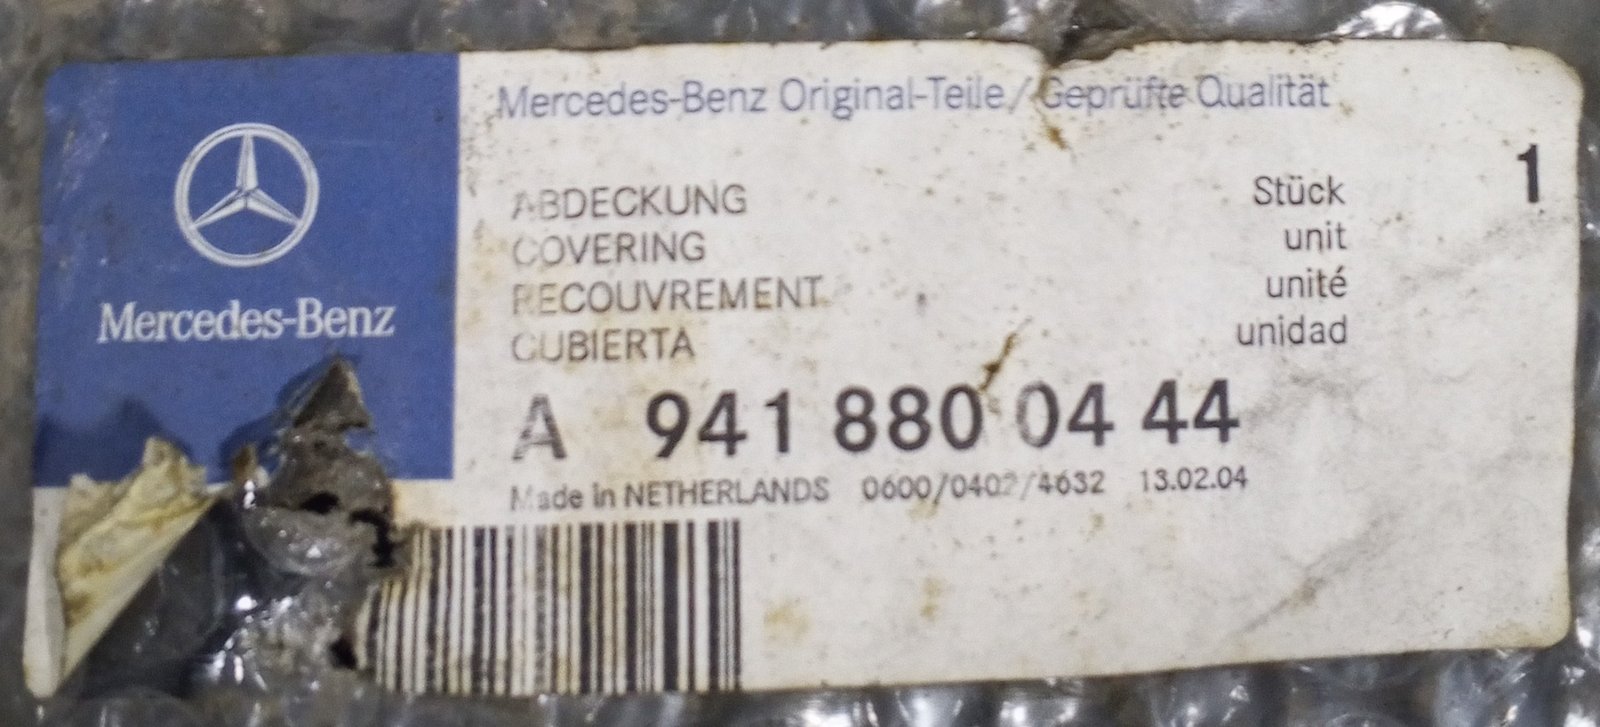 Mercedes-Benz
Mercedes-Benz Original-Teile/Geprüfte Qualität
ABDECKUNG
COVERING
RECOUVREMENT
CUBIERTA
Stück 1
unit
unité
unidad
A 941 880 04 44
Made in NETHERLANDS 0600/0402/4632 13.02.04